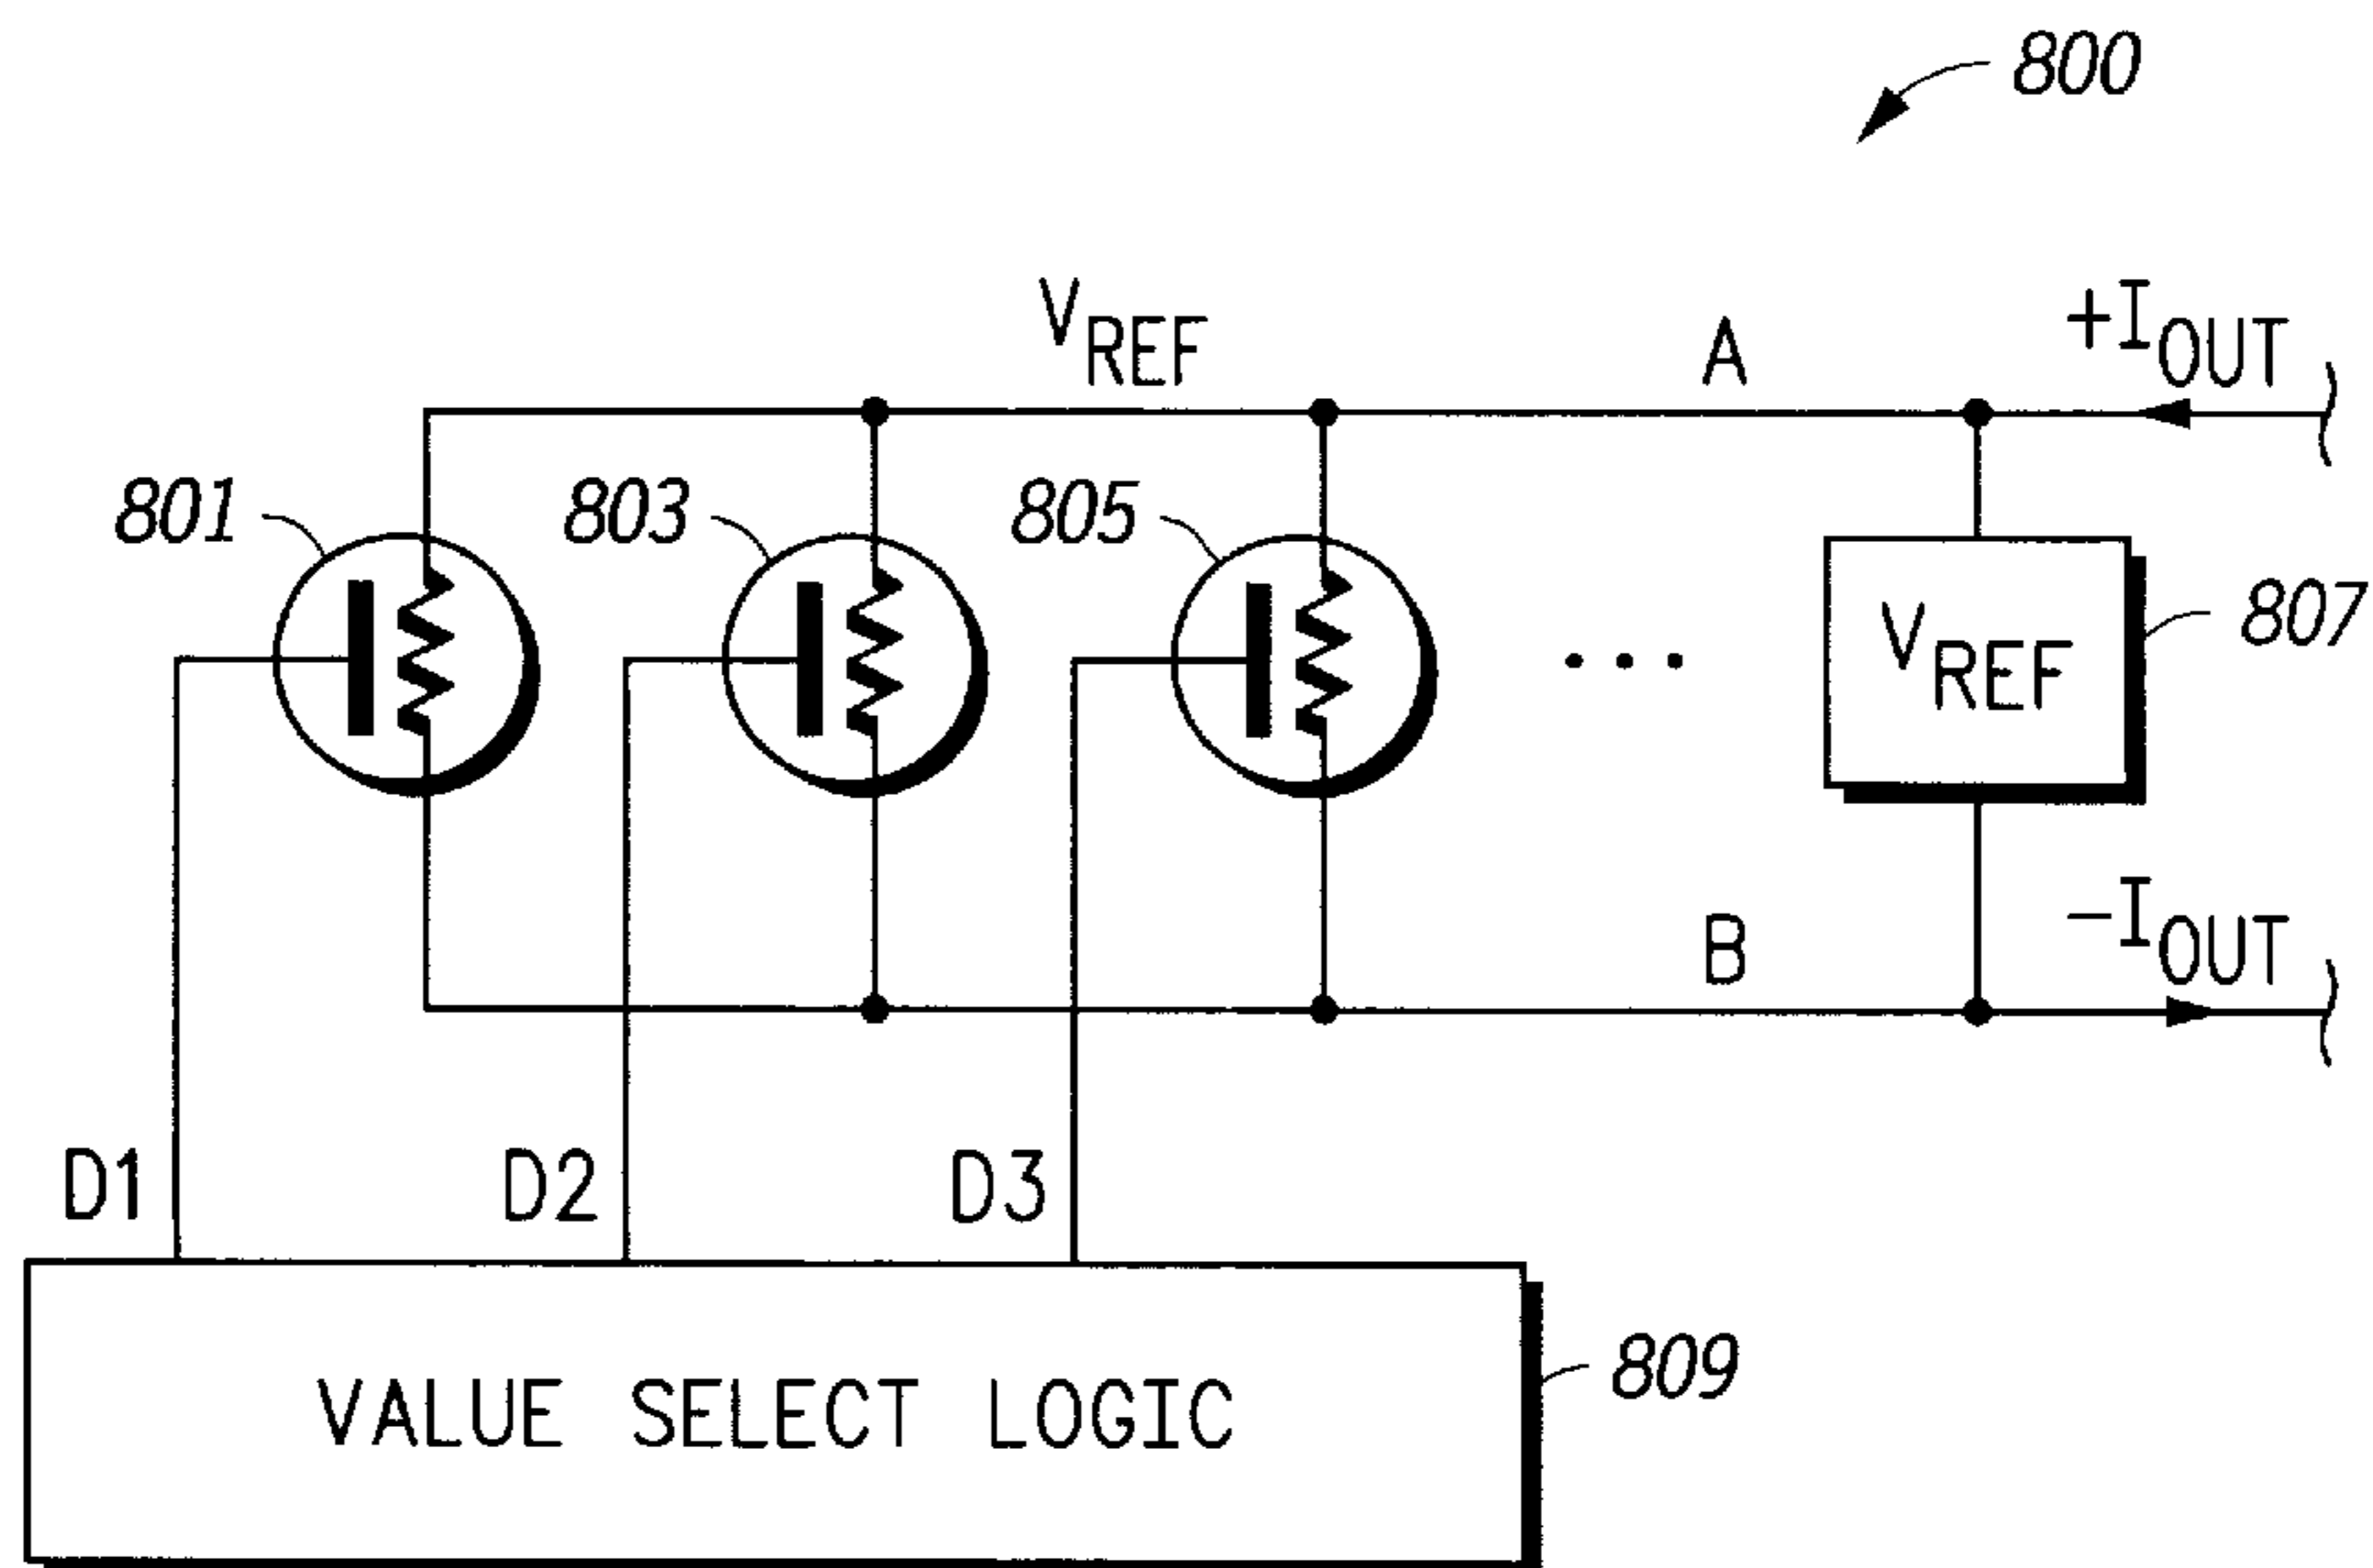 800
VREF
A
+IOUT
801
803
805
VREF
807
B
−IOUT
D1
D2
D3
VALUE SELECT LOGIC
809